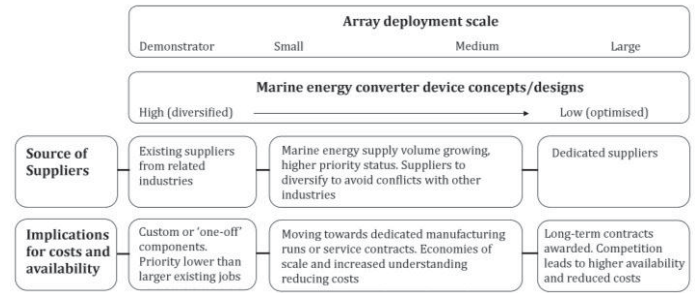 Array deployment scale
Demonstrator Small Medium Large
Marine energy converter device concepts/designs
High (diversified) Low (optimised)
Source of
Suppliers
Existing suppliers
from related
industries
Marine energy supply volume growing,
higher priority status. Suppliers to
diversify to avoid conflicts with other
industries
Dedicated suppliers
Implications
for costs and
availability
Custom or ‘one-off’
components.
Priority lower than
larger existing jobs
Moving towards dedicated manufacturing
runs or service contracts. Economies of
scale and increased understanding
reducing costs
Long-term contracts
awarded. Competition
leads to higher availability
and reduced costs